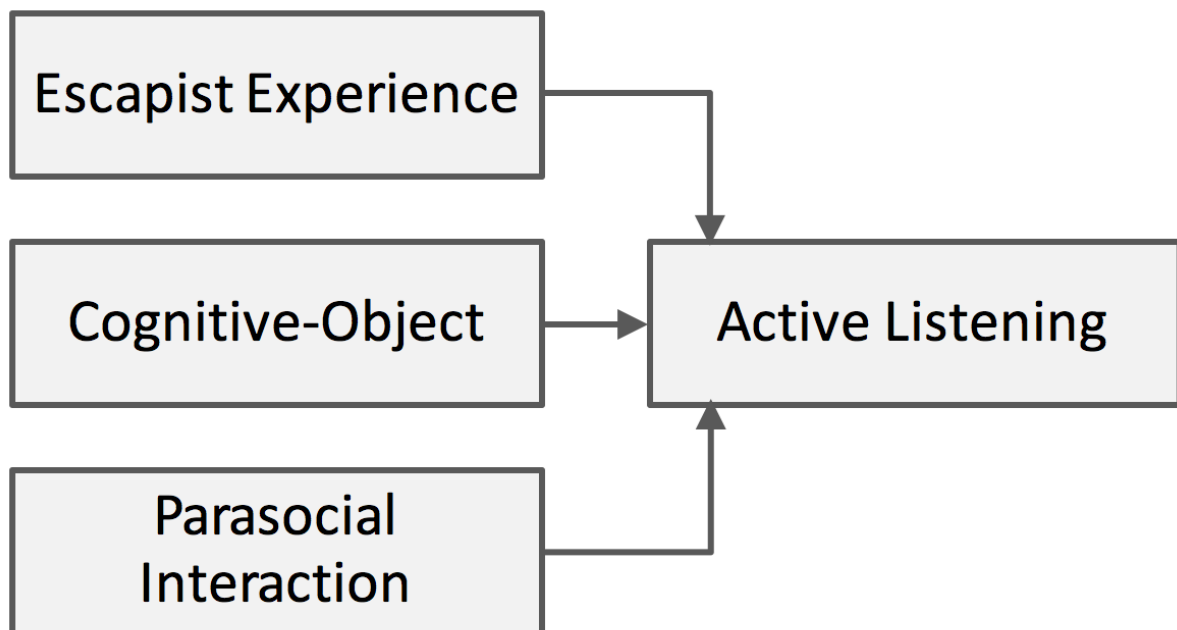 Escapist Experience
Cognitive-Object
Active Listening
Parasocial
Interaction